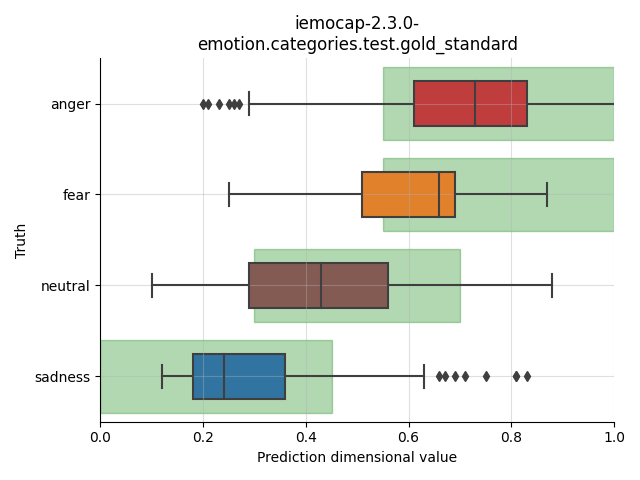 iemocap-2.3.0-
emotion.categories.test.gold_standard
anger
fear
neutral
sadness
Truth
0.0 0.2 0.4 0.6 0.8 1.0
Prediction dimensional value